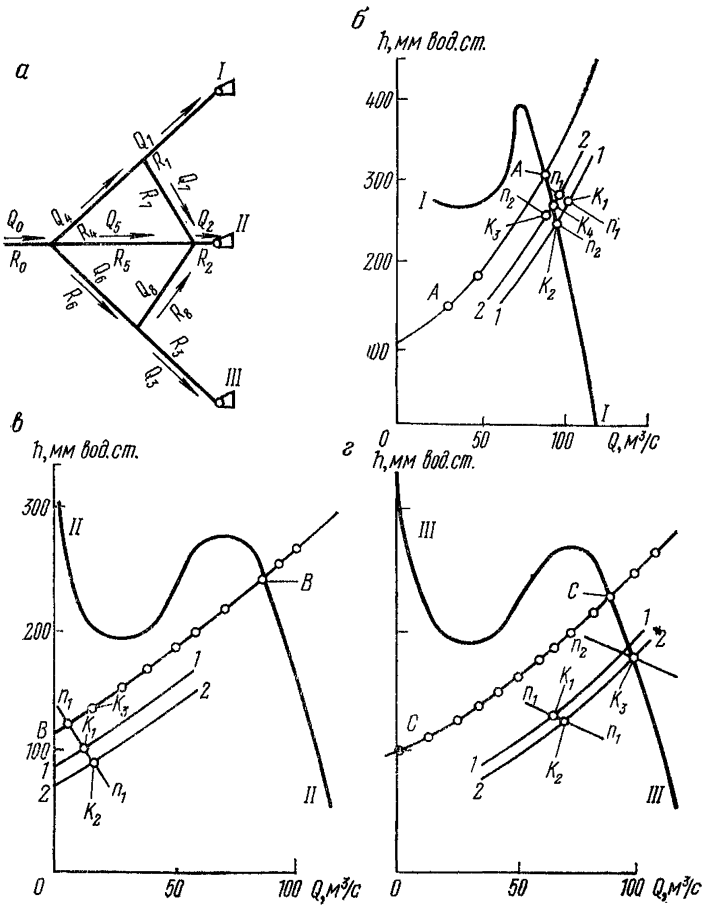 а
I
Q₁
R₁
Q₄
R₄
R₇
Q₇
Q₀
R₀
Q₅
R₅
Q₂
II
R₂
Q₆
R₆
Q₈
R₈
R₃
Q₃
III
б
h, мм вод.ст.
400
300
200
100
0
50
100
Q, м³/с
I
A
A
n₁
2
1
n₂
K₁
K₃
K₄
n₁
n₂
K₂
2
1
I
в
h, мм вод.ст.
300
200
100
0
50
100
Q, м³/с
II
B
n₁
K₃
1
2
B
K₁
1
2
n₁
K₂
II
г
h, мм вод.ст.
0
50
100
Q, м³/с
III
C
1
2
n₂
K₁
n₁
K₃
C
1
2
n₁
K₂
III